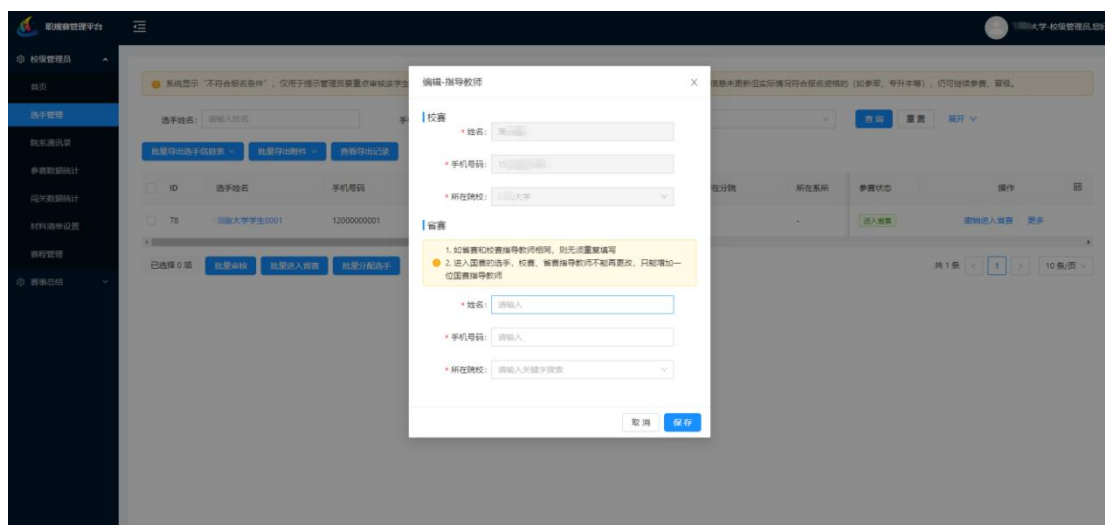 职规赛管理平台
大学-校级管理员,您好
校级管理员
首页
选手管理
院系通讯录
参赛数据统计
闯关数据统计
材料清单设置
赛程管理
赛事总结
系统显示“不符合报名条件”,仅用于提示管理员要重点审核该学生
信息未更新但实际情况符合报名资格的(如参军、专升本等),仍可继续参赛、晋级。
选手姓名: 请输入姓名
查询 重置 展开
批量导出选手信息表 批量导出附件 查看导出记录
ID 选手姓名 手机号码 在分院 所在系所 参赛状态 操作
78 大学学生0001 12000000001 - 进入省赛 撤销进入省赛 更多
已选择 0 项 批量审核 批量进入省赛 批量分配选手 共 1 条 < 1 > 10 条/页
编辑-指导教师
校赛
* 姓名:
* 手机号码: 15
* 所在院校: 大学
省赛
1. 如省赛和校赛指导教师相同,则无须重复填写
2. 进入国赛的选手,校赛、省赛指导教师不能再更改,只能增加一
位国赛指导教师
* 姓名: 请输入
* 手机号码: 请输入
* 所在院校: 请输入关键字搜索
取消 保存